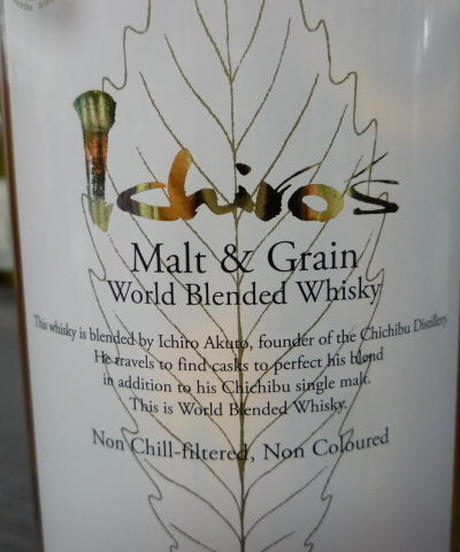 Ichiro's
Malt & Grain
World Blended Whisky
This whisky is blended by Ichiro Akuto, founder of the Chichibu Distillery.
He travels to find casks to perfect his blend
in addition to his Chichibu single malt.
This is World Blended Whisky.
Non Chill-filtered, Non Coloured